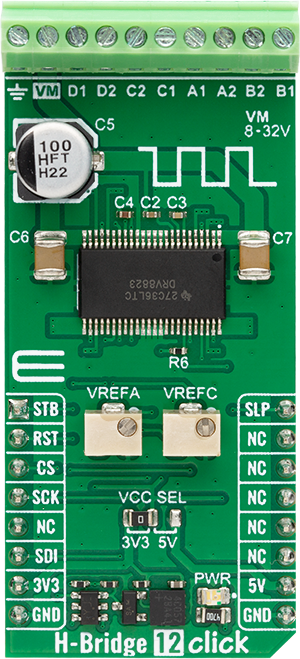 VM D1 D2 C2 C1 A1 A2 B2 B1
VM
8-32V
C5
100
HFT
H22
C4 C2 C3
C6
C7
27C36LTC
DRV8823
R6
VREFA VREFC
STB
RST
CS
SCK
NC
SDI
3V3
GND
SLP
NC
NC
NC
NC
NC
5V
GND
VCC SEL
3V3 5V
PWR
H-Bridge 12 click